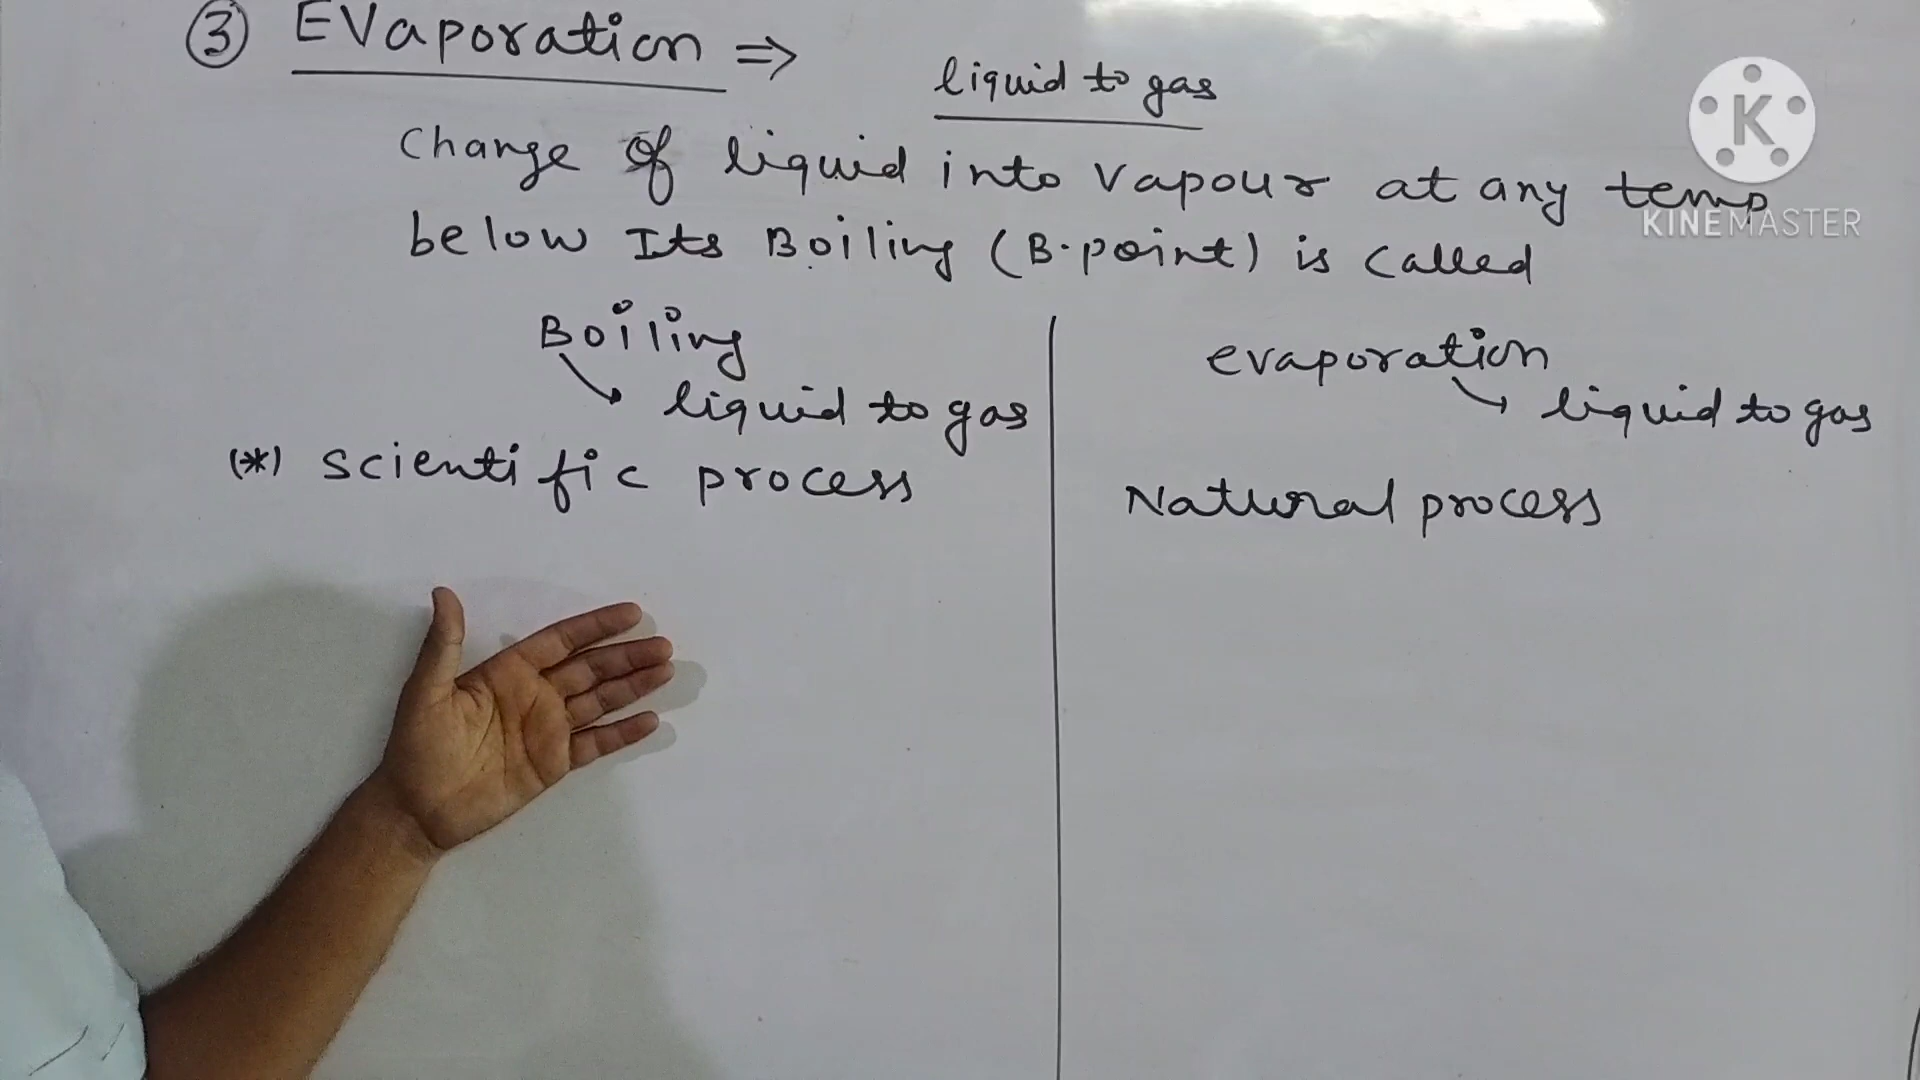 ③ EVaporation ⇒
liquid to gas
Change of liquid into vapour at any temp
below Its Boiling (B.point) is called
Boiling
↘ liquid to gas
evaporation
↘ liquid to gas
(*) scientific process
Natural process
K
KINEMASTER